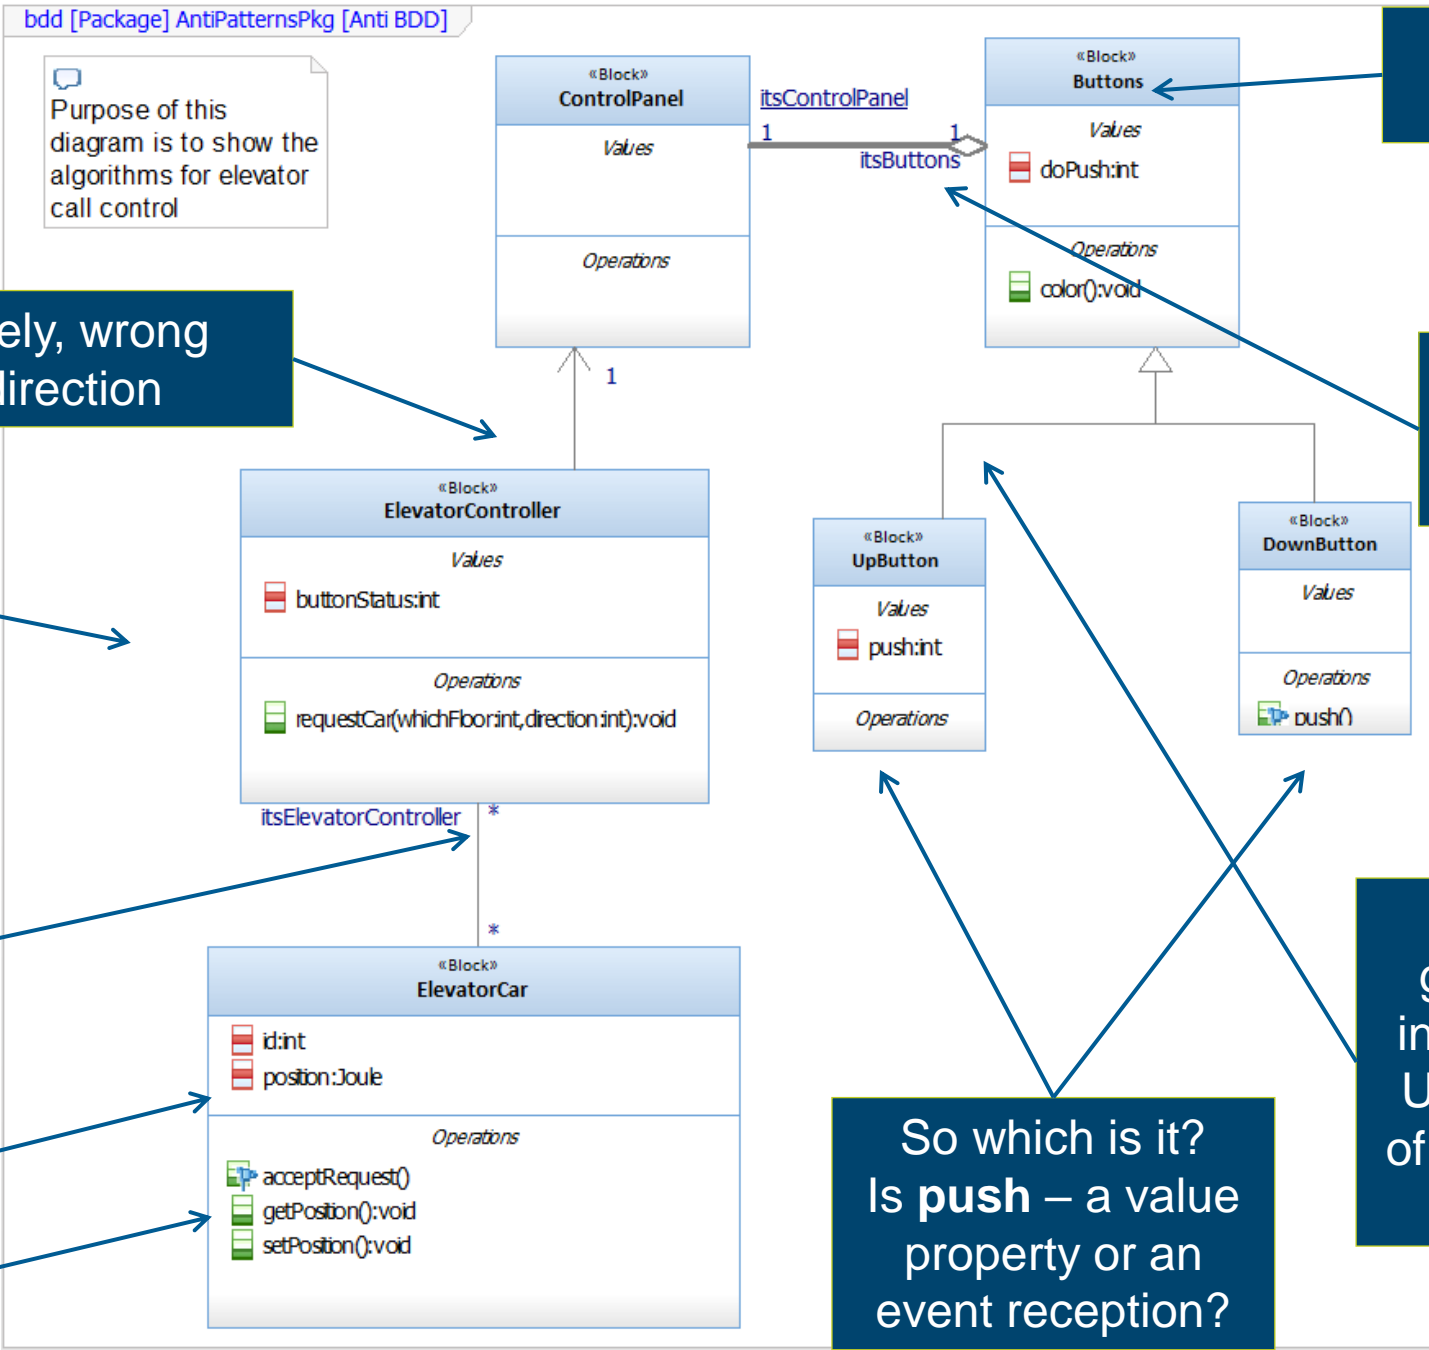 bdd [Package] AntiPatternsPkg [Anti BDD]
Purpose of this
diagram is to show the
algorithms for elevator
call control
«Block»
ControlPanel
Values
Operations
itsControlPanel
1
1
itsButtons
«Block»
Buttons
Values
doPush:int
Operations
color():void
wrong
1
«Block»
ElevatorController
Values
buttonStatus:int
Operations
requestCar(whichFloor:int,direction:int):void
itsElevatorController
*
*
«Block»
UpButton
Values
push:int
Operations
«Block»
DownButton
Values
Operations
push()
«Block»
ElevatorCar
id:int
position:Joule
Operations
acceptRequest()
getPosition():void
setPosition():void
So which is it?
Is push – a value
property or an
event reception?
of